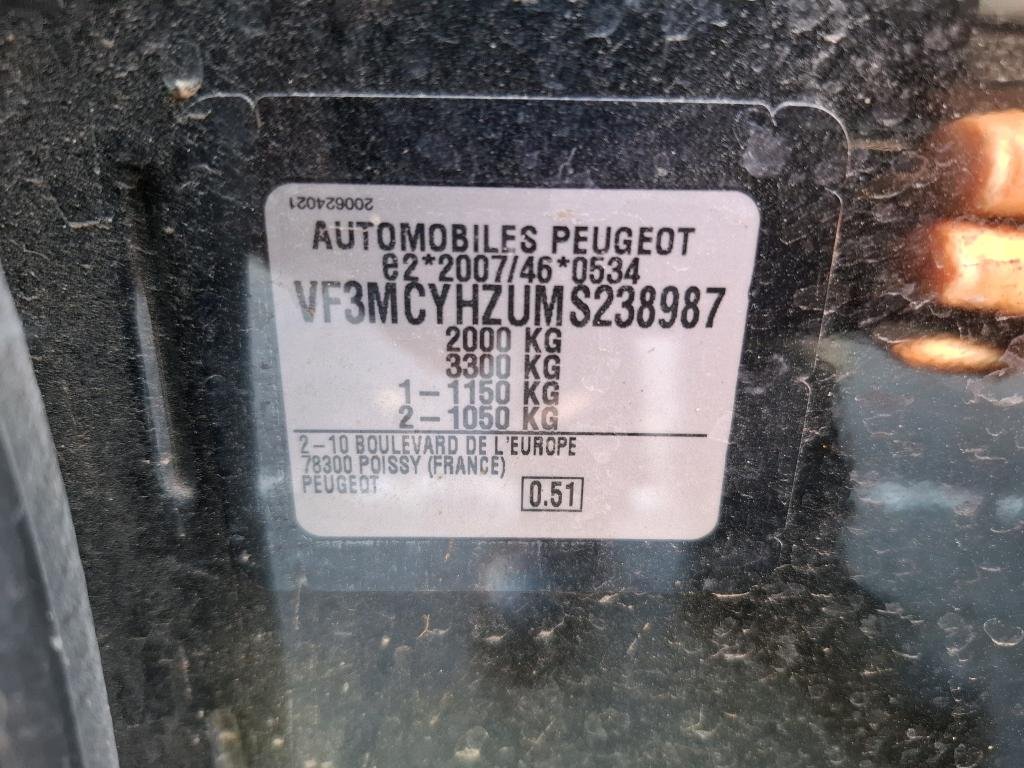 200624021
AUTOMOBILES PEUGEOT
e2*2007/46*0534
VF3MCYHZUMS238987
2000 KG
3300 KG
1-1150 KG
2-1050 KG
2-10 BOULEVARD DE L'EUROPE
78300 POISSY (FRANCE)
PEUGEOT
0.51